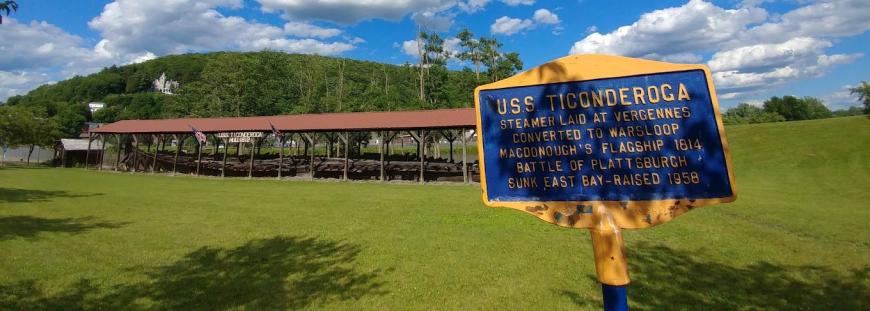 U.S.S. TICONDEROGA
STEAMER LAID AT VERGENNES
CONVERTED TO WARSLOOP
MACDONOUGH'S FLAGSHIP 1814,
BATTLE OF PLATTSBURGH
SUNK EAST BAY-RAISED 1958
USS TICONDEROGA